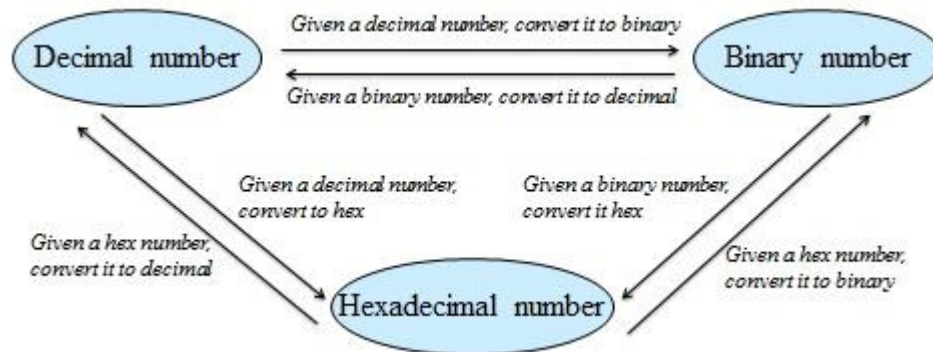 Given a decimal number, convert it to binary
Decimal number
Binary number
Given a binary number, convert it to decimal
Given a decimal number,
convert to hex
Given a binary number,
convert it hex
Given a hex number,
convert it to decimal
Given a hex number,
convert it to binary
Hexadecimal number